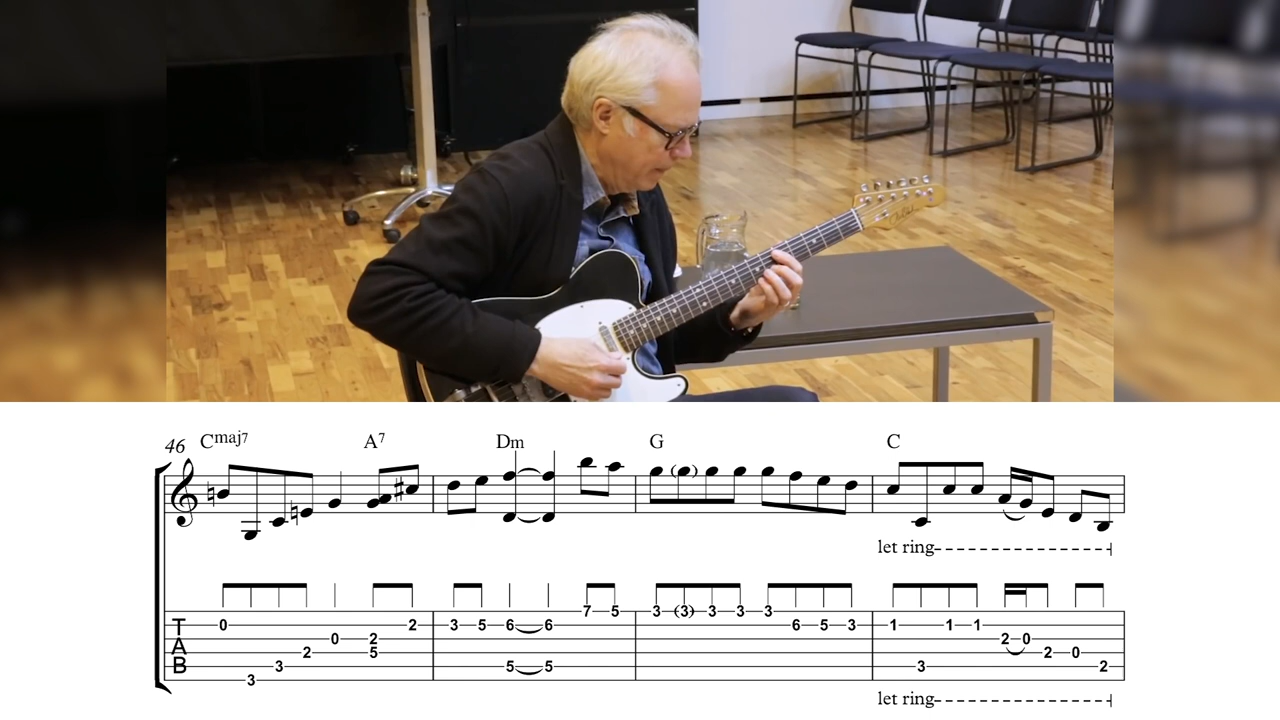 46 Cmaj7 A7 Dm G C
let ring
0 3 3 2 0 2 5 2 3 5 6 5 6 5 7 5 3 (3) 3 3 3 6 5 3 1 3 1 1 2 0 2 0 2
TAB
let ring